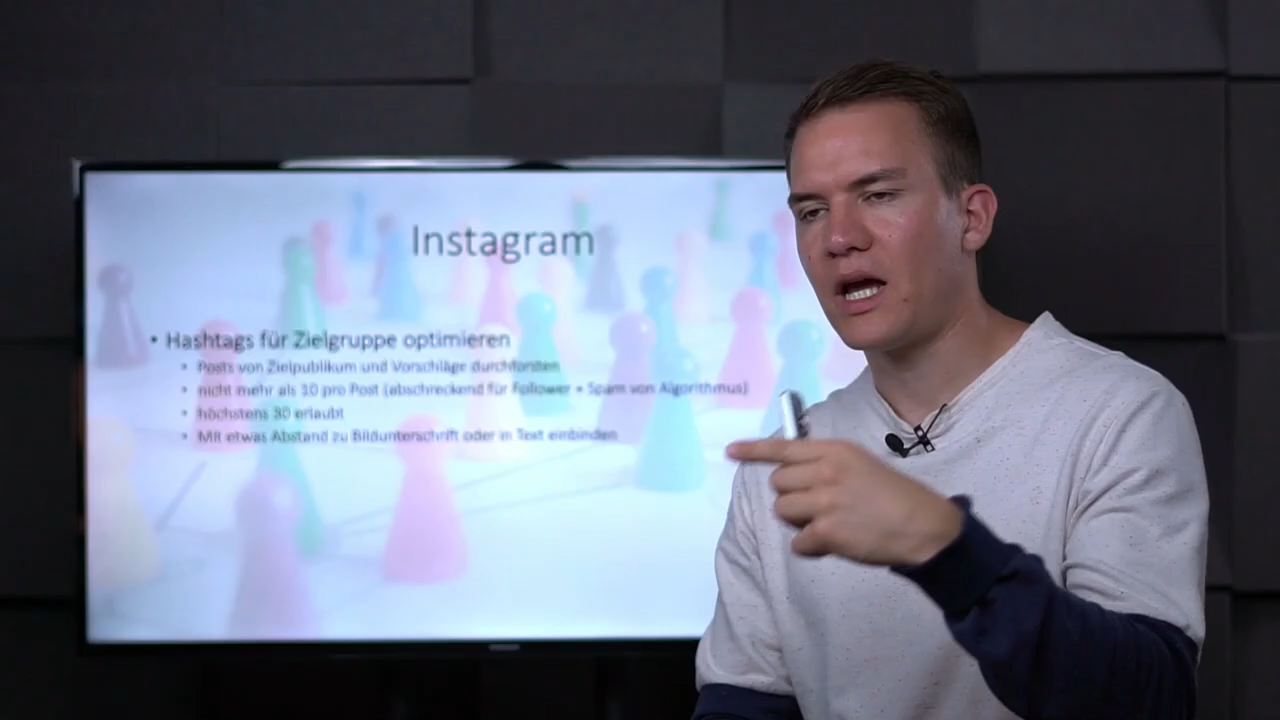 Instagram
• Hashtags für Zielgruppe optimieren
• Posts von Zielpublikum und Vorschläge durchforsten
• nicht mehr als 10 pro Post (abschreckend für Follower + Spam von Algorithmus)
• höchstens 30 erlaubt
• Mit etwas Abstand zu Bildunterschrift oder in Text einbinden